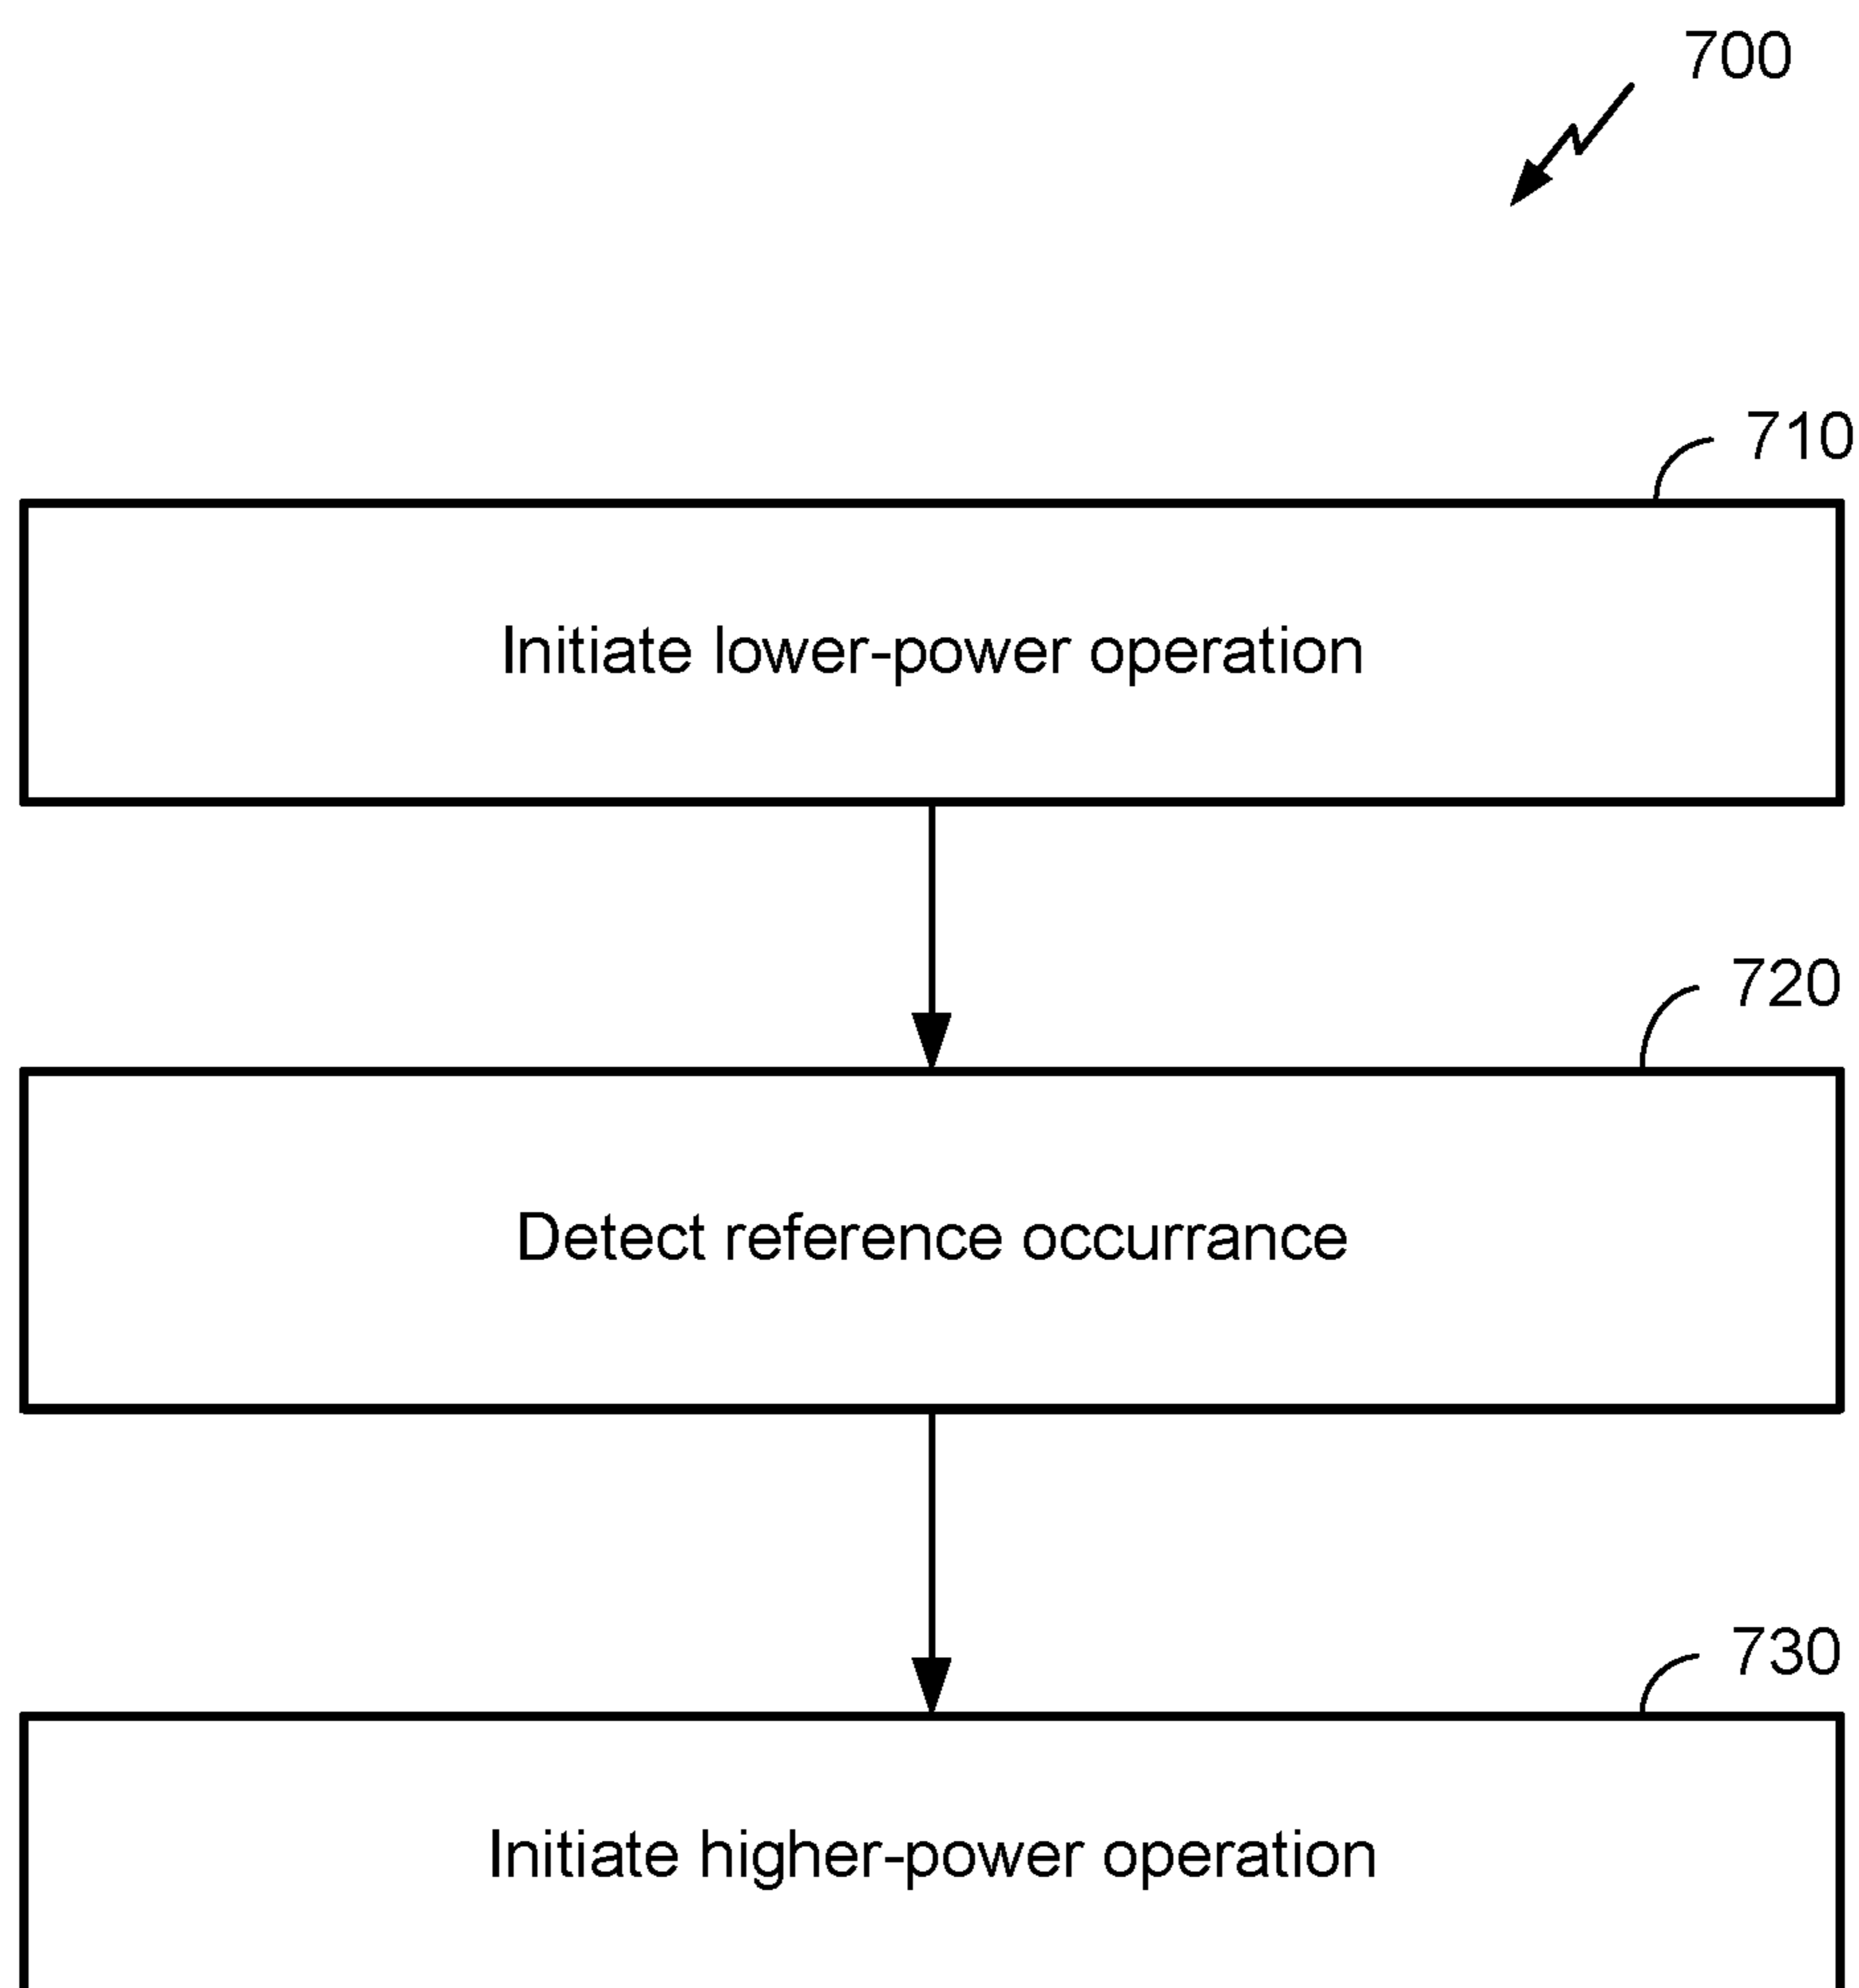 700
710
Initiate lower-power operation
720
Detect reference occurrance
730
Initiate higher-power operation